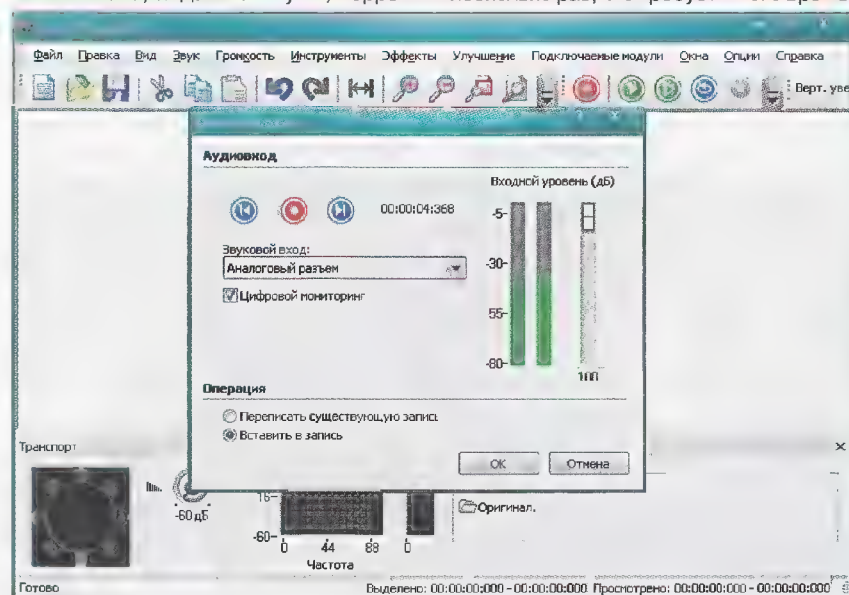 Файл Правка Вид Звук Громкость Инструменты Эффекты Улучшение Подключаемые модули Окна Опции Справка
Верт. уве
Аудиовход
Входной уровень (дБ)
00:00:04:368
-5-
Звуковой вход:
Аналоговый разъем
-30-
Цифровой мониторинг
55-
-80-
100
Операция
Переписать существующую запись
Вставить в запись
Транспорт
OK Отмена
-60 дБ
16-
Оригинал.
-60-
0 44 88 0
Частота
Готово
Выделено: 00:00:00:000 - 00:00:00:000 Просмотрено: 00:00:00:000 - 00:00:00:000